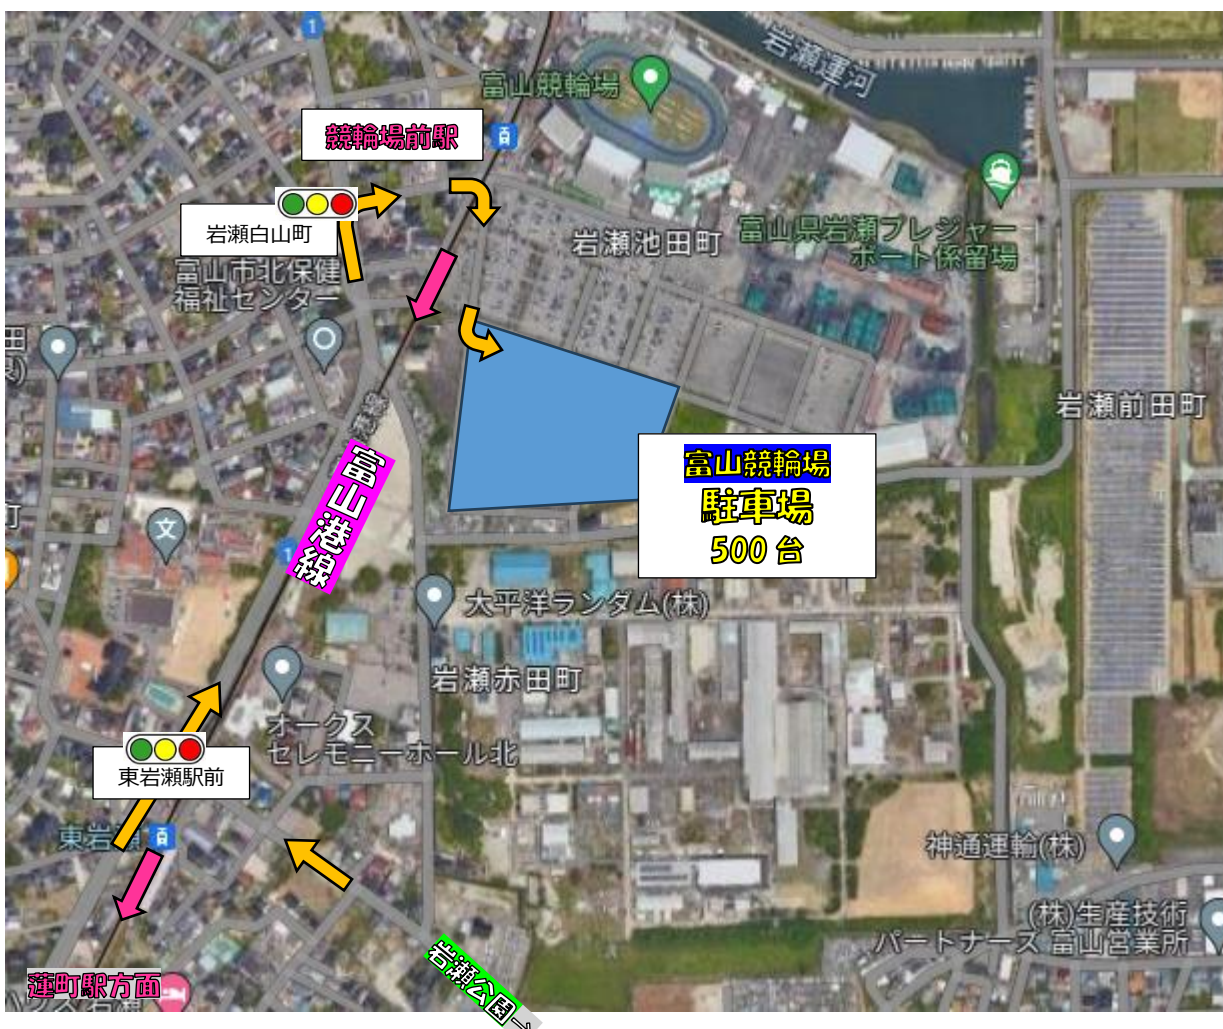 1
岩瀬運河
富山競輪場
競輪場前駅
岩瀬白山町
富山県岩瀬プレジャー
ボート係留場
岩瀬池田町
富山市北保健
福祉センター
田
岩瀬前田町
港線
富山港線
富山競輪場
駐車場
500 台
町
文
1
大平洋ランダム(株)
岩瀬赤田町
オークス
セレモニーホール北
東岩瀬駅前
東岩瀬
神通運輸(株)
(株)生産技術
パートナーズ 富山営業所
岩瀬公園→
蓮町駅方面